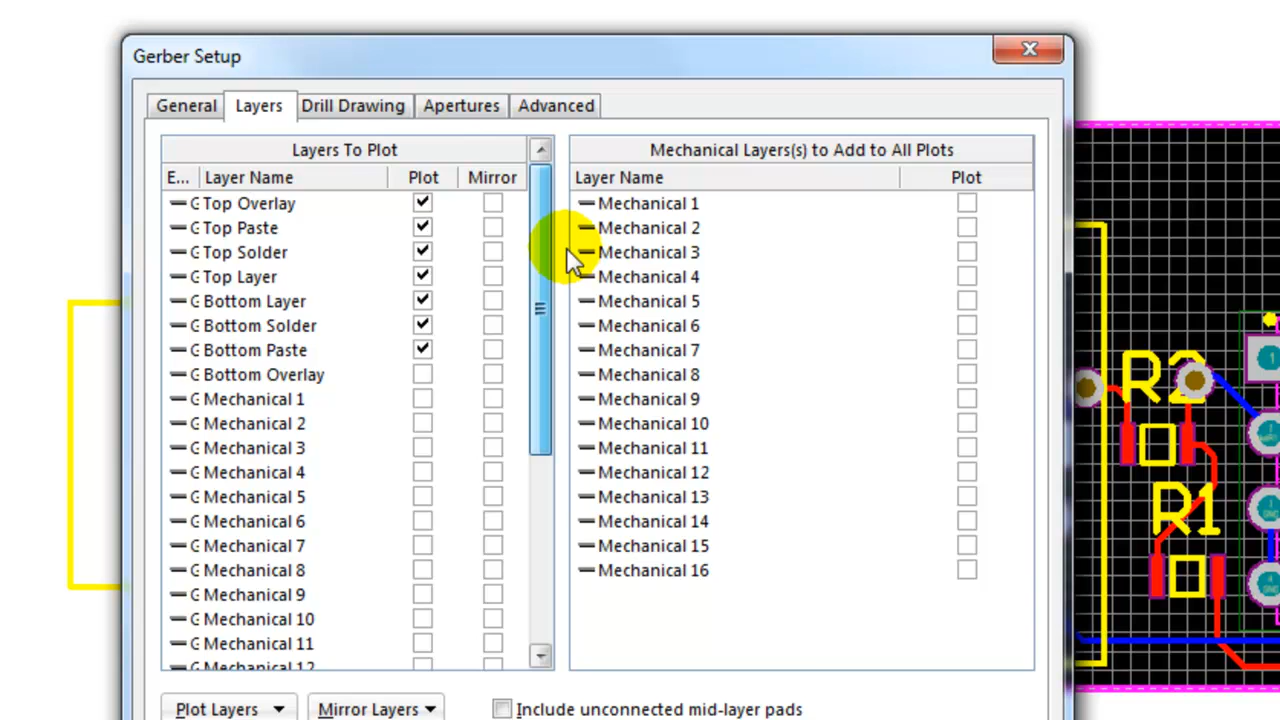 Gerber Setup
General Layers Drill Drawing Apertures Advanced
Layers To Plot
E... Layer Name Plot Mirror
G Top Overlay
G Top Paste
G Top Solder
G Top Layer
G Bottom Layer
G Bottom Solder
G Bottom Paste
G Bottom Overlay
G Mechanical 1
G Mechanical 2
G Mechanical 3
G Mechanical 4
G Mechanical 5
G Mechanical 6
G Mechanical 7
G Mechanical 8
G Mechanical 9
G Mechanical 10
G Mechanical 11
G Mechanical 12
Mechanical Layers(s) to Add to All Plots
Layer Name Plot
Mechanical 1
Mechanical 2
Mechanical 3
Mechanical 4
Mechanical 5
Mechanical 6
Mechanical 7
Mechanical 8
Mechanical 9
Mechanical 10
Mechanical 11
Mechanical 12
Mechanical 13
Mechanical 14
Mechanical 15
Mechanical 16
Plot Layers Mirror Layers Include unconnected mid-layer pads
R2
R1
1